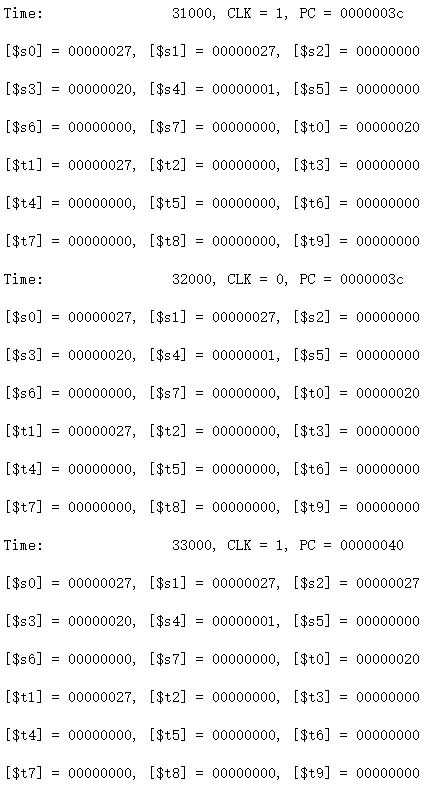 Time:                31000, CLK = 1, PC = 0000003c
[$s0] = 00000027, [$s1] = 00000027, [$s2] = 00000000
[$s3] = 00000020, [$s4] = 00000001, [$s5] = 00000000
[$s6] = 00000000, [$s7] = 00000000, [$t0] = 00000020
[$t1] = 00000027, [$t2] = 00000000, [$t3] = 00000000
[$t4] = 00000000, [$t5] = 00000000, [$t6] = 00000000
[$t7] = 00000000, [$t8] = 00000000, [$t9] = 00000000
Time:                32000, CLK = 0, PC = 0000003c
[$s0] = 00000027, [$s1] = 00000027, [$s2] = 00000000
[$s3] = 00000020, [$s4] = 00000001, [$s5] = 00000000
[$s6] = 00000000, [$s7] = 00000000, [$t0] = 00000020
[$t1] = 00000027, [$t2] = 00000000, [$t3] = 00000000
[$t4] = 00000000, [$t5] = 00000000, [$t6] = 00000000
[$t7] = 00000000, [$t8] = 00000000, [$t9] = 00000000
Time:                33000, CLK = 1, PC = 00000040
[$s0] = 00000027, [$s1] = 00000027, [$s2] = 00000027
[$s3] = 00000020, [$s4] = 00000001, [$s5] = 00000000
[$s6] = 00000000, [$s7] = 00000000, [$t0] = 00000020
[$t1] = 00000027, [$t2] = 00000000, [$t3] = 00000000
[$t4] = 00000000, [$t5] = 00000000, [$t6] = 00000000
[$t7] = 00000000, [$t8] = 00000000, [$t9] = 00000000